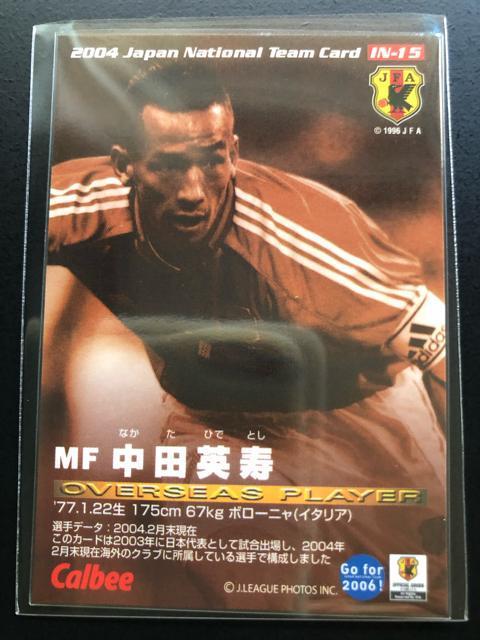 2004 Japan National Team Card IN-15
JFA
© 1996 J F A
adidas
なか た ひで とし
MF 中田英寿
OVERSEAS PLAYER
'77.1.22生 175cm 67kg ボローニャ(イタリア)
選手データ：2004.2月末現在
このカードは2003年に日本代表として試合出場し、2004年
2月末現在海外のクラブに所属している選手で構成しました
Calbee
© J.LEAGUE PHOTOS INC.
Go for
2006!